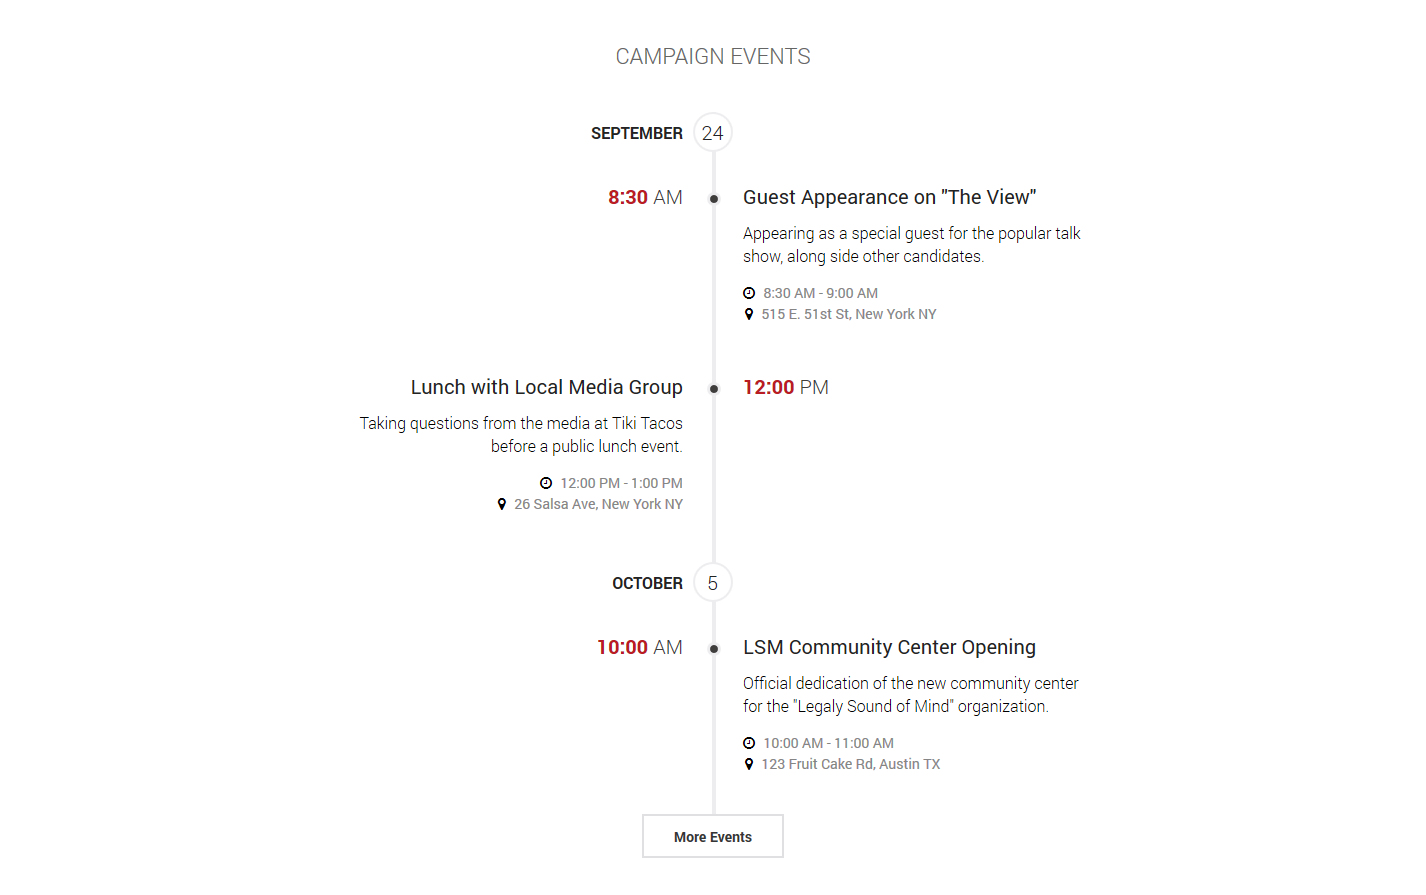 CAMPAIGN EVENTS
SEPTEMBER 24
8:30 AM
Guest Appearance on "The View"
Appearing as a special guest for the popular talk
show, along side other candidates.
8:30 AM - 9:00 AM
515 E. 51st St, New York NY
12:00 PM
Lunch with Local Media Group
Taking questions from the media at Tiki Tacos
before a public lunch event.
12:00 PM - 1:00 PM
26 Salsa Ave, New York NY
OCTOBER 5
10:00 AM
LSM Community Center Opening
Official dedication of the new community center
for the "Legaly Sound of Mind" organization.
10:00 AM - 11:00 AM
123 Fruit Cake Rd, Austin TX
More Events